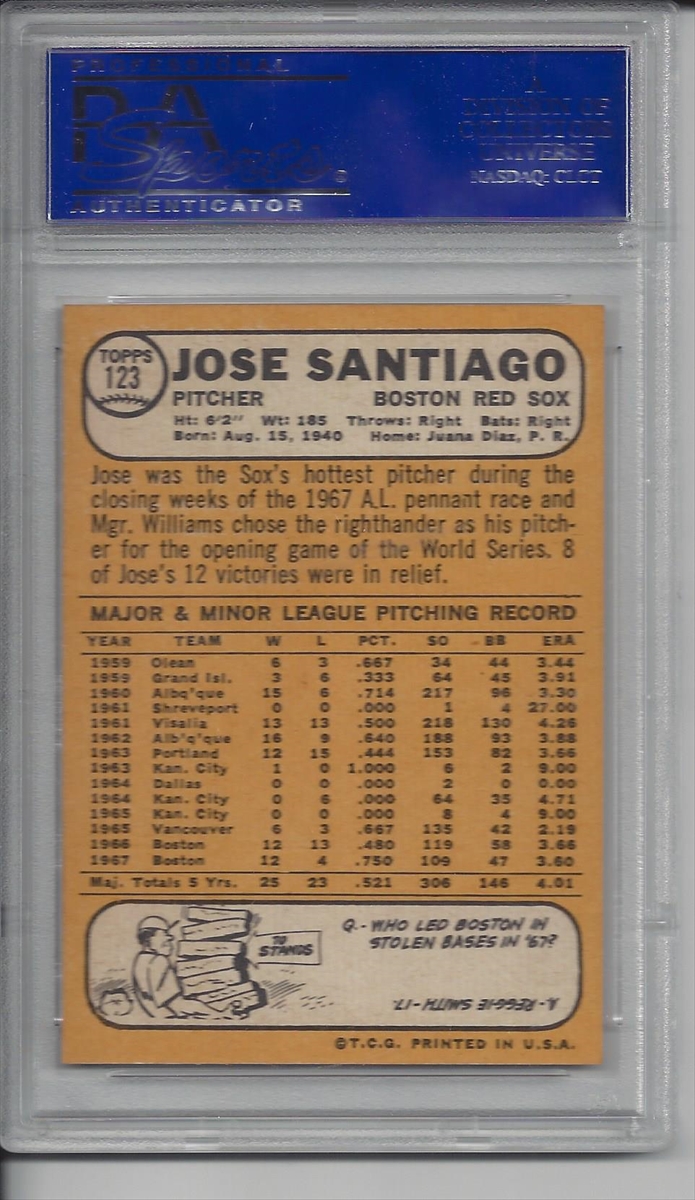 PROFESSIONAL
PSA
Sports®
AUTHENTICATOR
A
DIVISION OF
COLLECTORS
UNIVERSE
NASDAQ: CLCT
TOPPS
123
JOSE SANTIAGO
PITCHER BOSTON RED SOX
Ht: 6'2" Wt: 185 Throws: Right Bats: Right
Born: Aug. 15, 1940 Home: Juana Diaz, P. R.
Jose was the Sox's hottest pitcher during the
closing weeks of the 1967 A.L. pennant race and
Mgr. Williams chose the righthander as his pitch-
er for the opening game of the World Series. 8
of Jose's 12 victories were in relief.
MAJOR & MINOR LEAGUE PITCHING RECORD
YEAR TEAM W L PCT. SO BB ERA
1959 Olean 6 3 .667 34 44 3.44
1959 Grand Isl. 3 6 .333 64 45 3.91
1960 Albq'que 15 6 .714 217 96 3.30
1961 Shreveport 0 0 .000 1 4 27.00
1961 Visalia 13 13 .500 218 130 4.26
1962 Alb'q'que 16 9 .640 188 93 3.88
1963 Portland 12 15 .444 153 82 3.66
1963 Kan. City 1 0 1.000 6 2 9.00
1964 Dallas 0 0 .000 2 0 0.00
1964 Kan. City 0 6 .000 64 35 4.71
1965 Kan. City 0 0 .000 8 4 9.00
1965 Vancouver 6 3 .667 135 42 2.19
1966 Boston 12 13 .480 119 58 3.66
1967 Boston 12 4 .750 109 47 3.60
Maj. Totals 5 Yrs. 25 23 .521 306 146 4.01
TO
STANDS
Q.- WHO LED BOSTON IN
STOLEN BASES IN '67?
A- REGGIE SMITH - 17.
©T.C.G. PRINTED IN U.S.A.